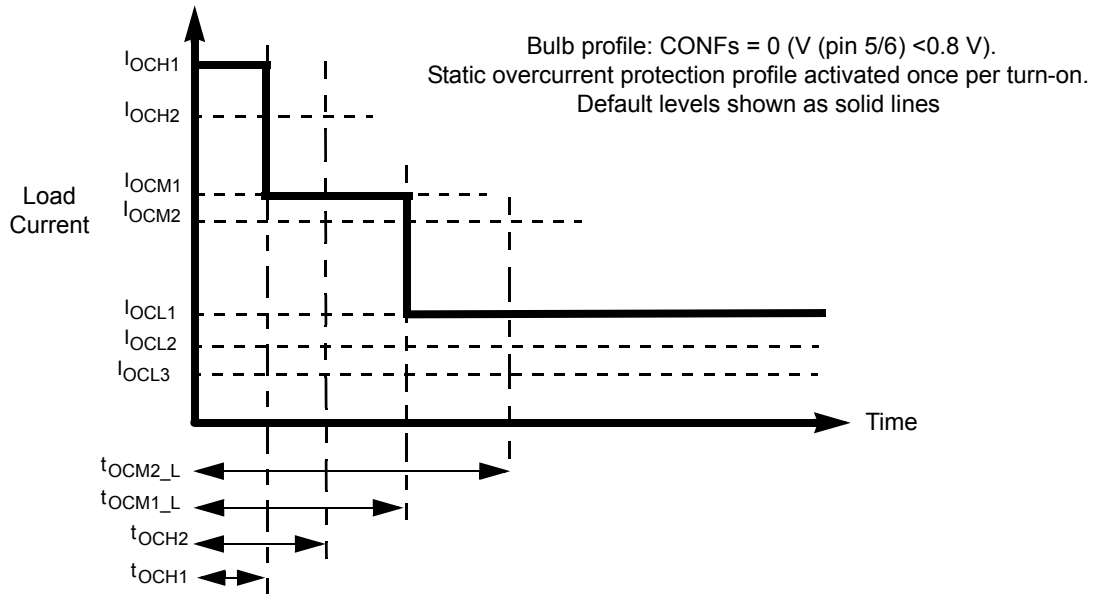 Bulb profile: CONFs = 0 (V (pin 5/6) <0.8 V).
Static overcurrent protection profile activated once per turn-on.
Default levels shown as solid lines
IOCH1
IOCH2
IOCM1
IOCM2
Load
Current
IOCL1
IOCL2
IOCL3
Time
tOCM2_L
tOCM1_L
tOCH2
tOCH1